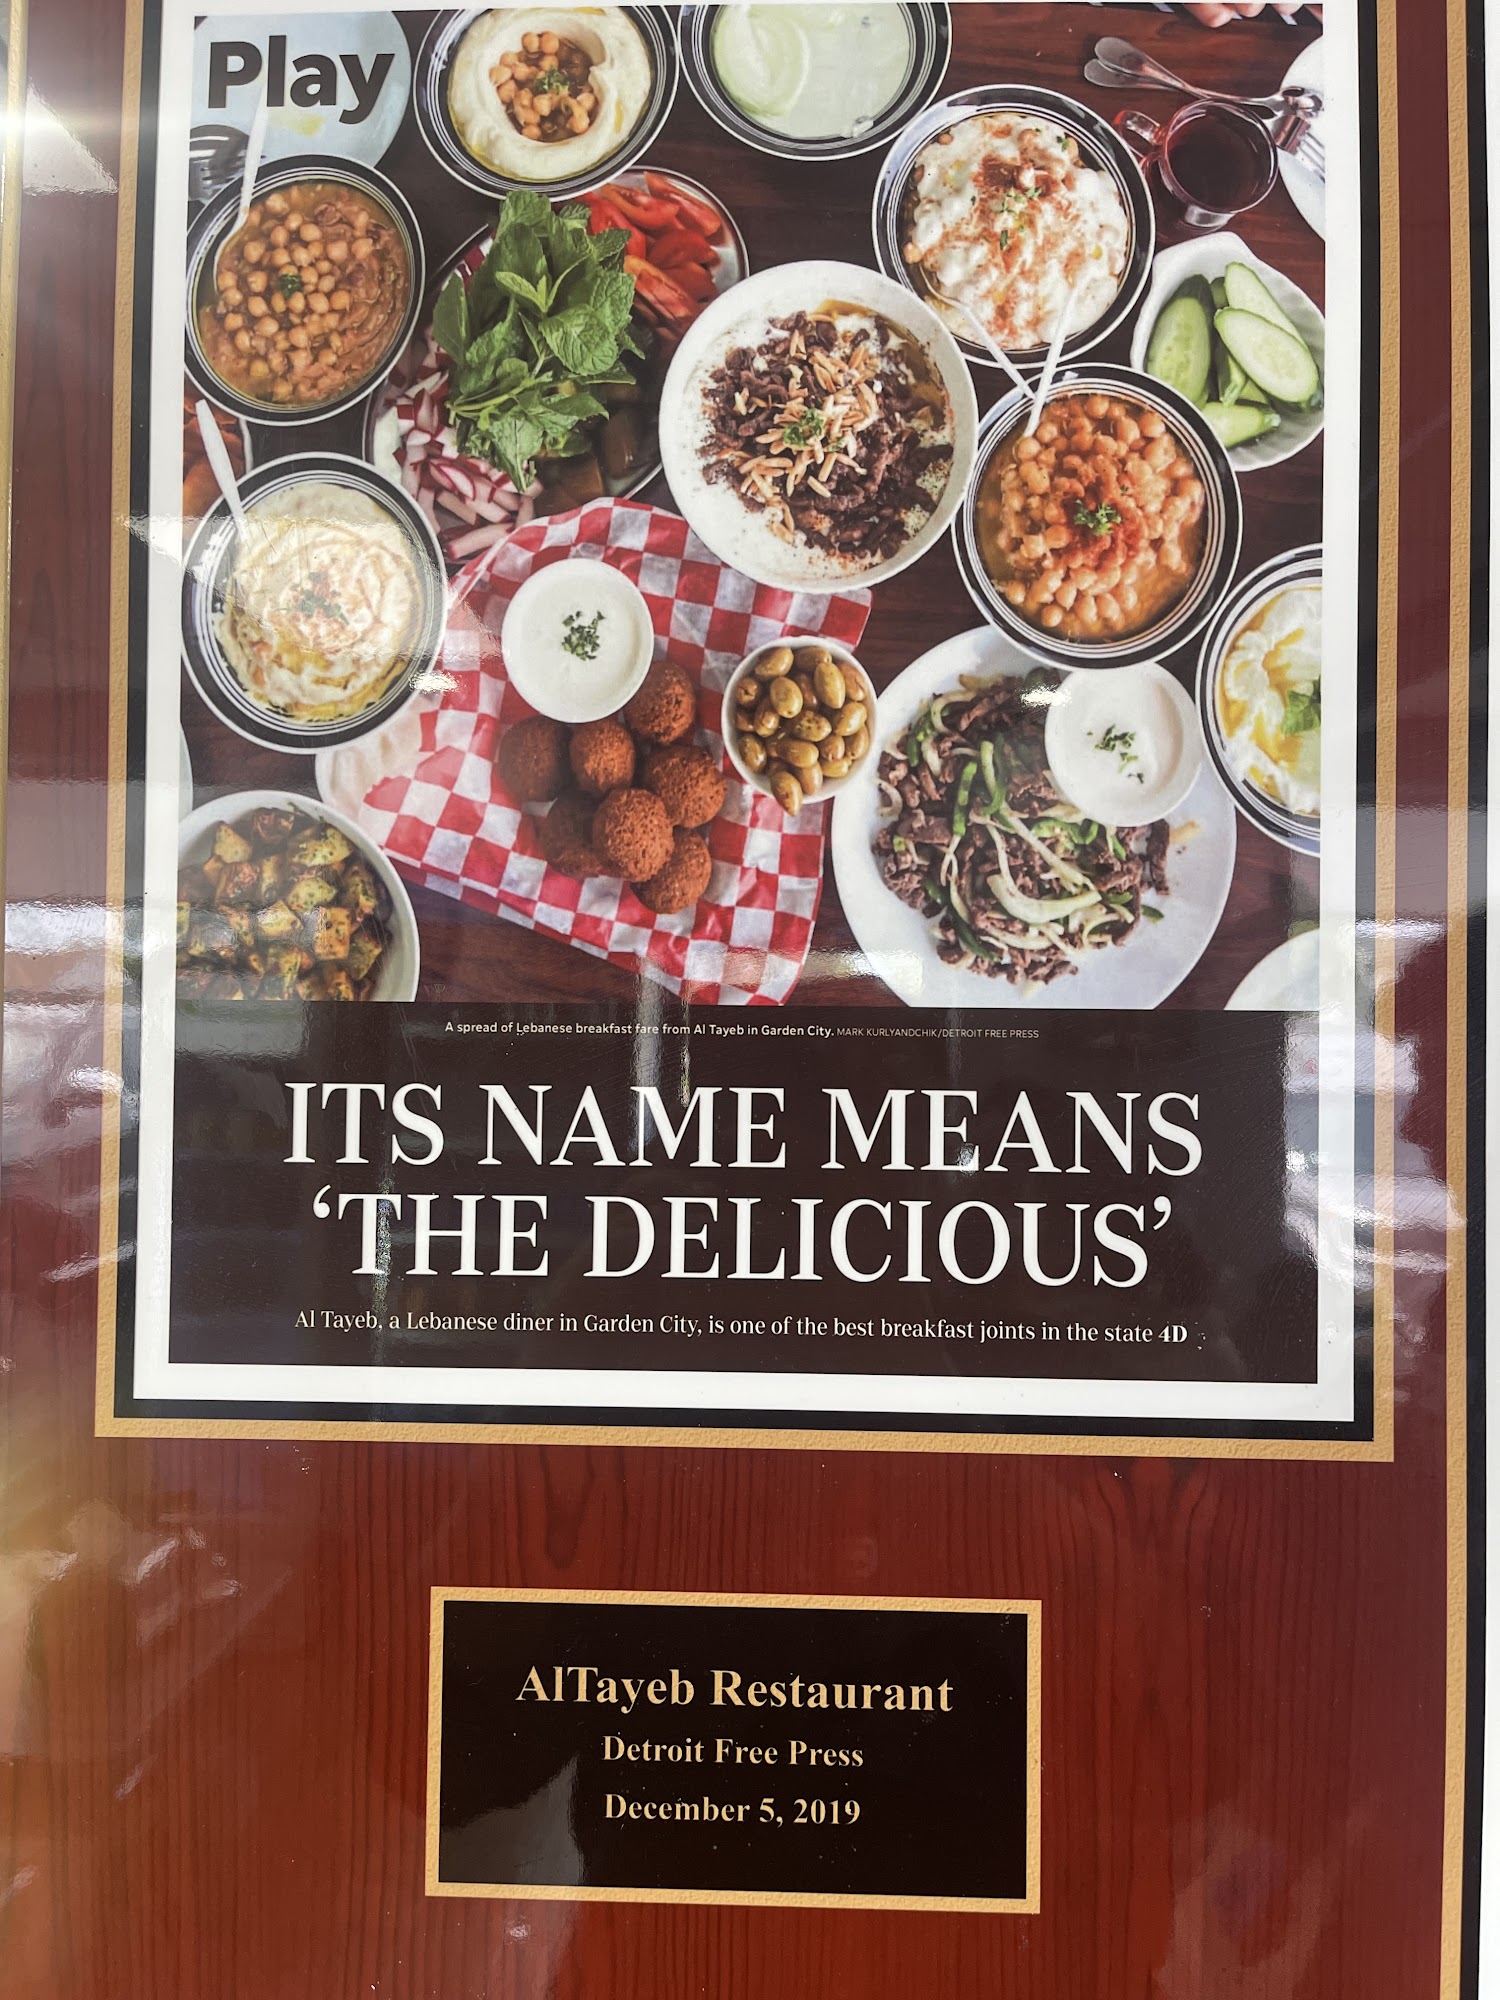 Play
A spread of Lebanese breakfast fare from Al Tayeb in Garden City. MARK KURLYANDCHIK/DETROIT FREE PRESS
ITS NAME MEANS
‘THE DELICIOUS’
Al Tayeb, a Lebanese diner in Garden City, is one of the best breakfast joints in the state 4D
AlTayeb Restaurant
Detroit Free Press
December 5, 2019